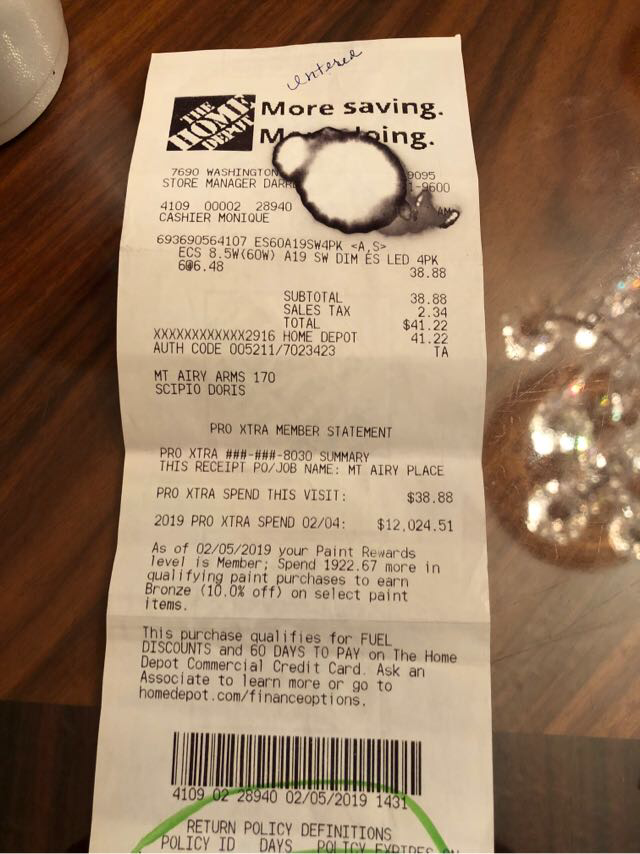 entered
THE HOME DEPOT
More saving.
oing.
7690 WASHINGTON 9095
STORE MANAGER 1-9600
4109 00002 28940 AM
CASHIER MONIQUE
693690564107 ES60A19SW4PK <A,S>
ECS 8.5W(60W) A19 SW DIM ES LED 4PK
6@6.48 38.88
SUBTOTAL 38.88
SALES TAX 2.34
TOTAL $41.22
XXXXXXXXXXXX2916 HOME DEPOT 41.22
AUTH CODE 005211/7023423 TA
MT AIRY ARMS 170
SCIPIO DORIS
PRO XTRA MEMBER STATEMENT
PRO XTRA ###-###-8030 SUMMARY
THIS RECEIPT PO/JOB NAME: MT AIRY PLACE
PRO XTRA SPEND THIS VISIT: $38.88
2019 PRO XTRA SPEND 02/04: $12,024.51
As of 02/05/2019 your Paint Rewards
level is Member; Spend 1922.67 more in
qualifying paint purchases to earn
Bronze (10.0% off) on select paint
items.
This purchase qualifies for FUEL
DISCOUNTS and 60 DAYS TO PAY on The Home
Depot Commercial Credit Card. Ask an
Associate to learn more or go to
homedepot.com/financeoptions.
4109 02 28940 02/05/2019 1431
RETURN POLICY DEFINITIONS
POLICY ID DAYS POLICY EXPIRES ON